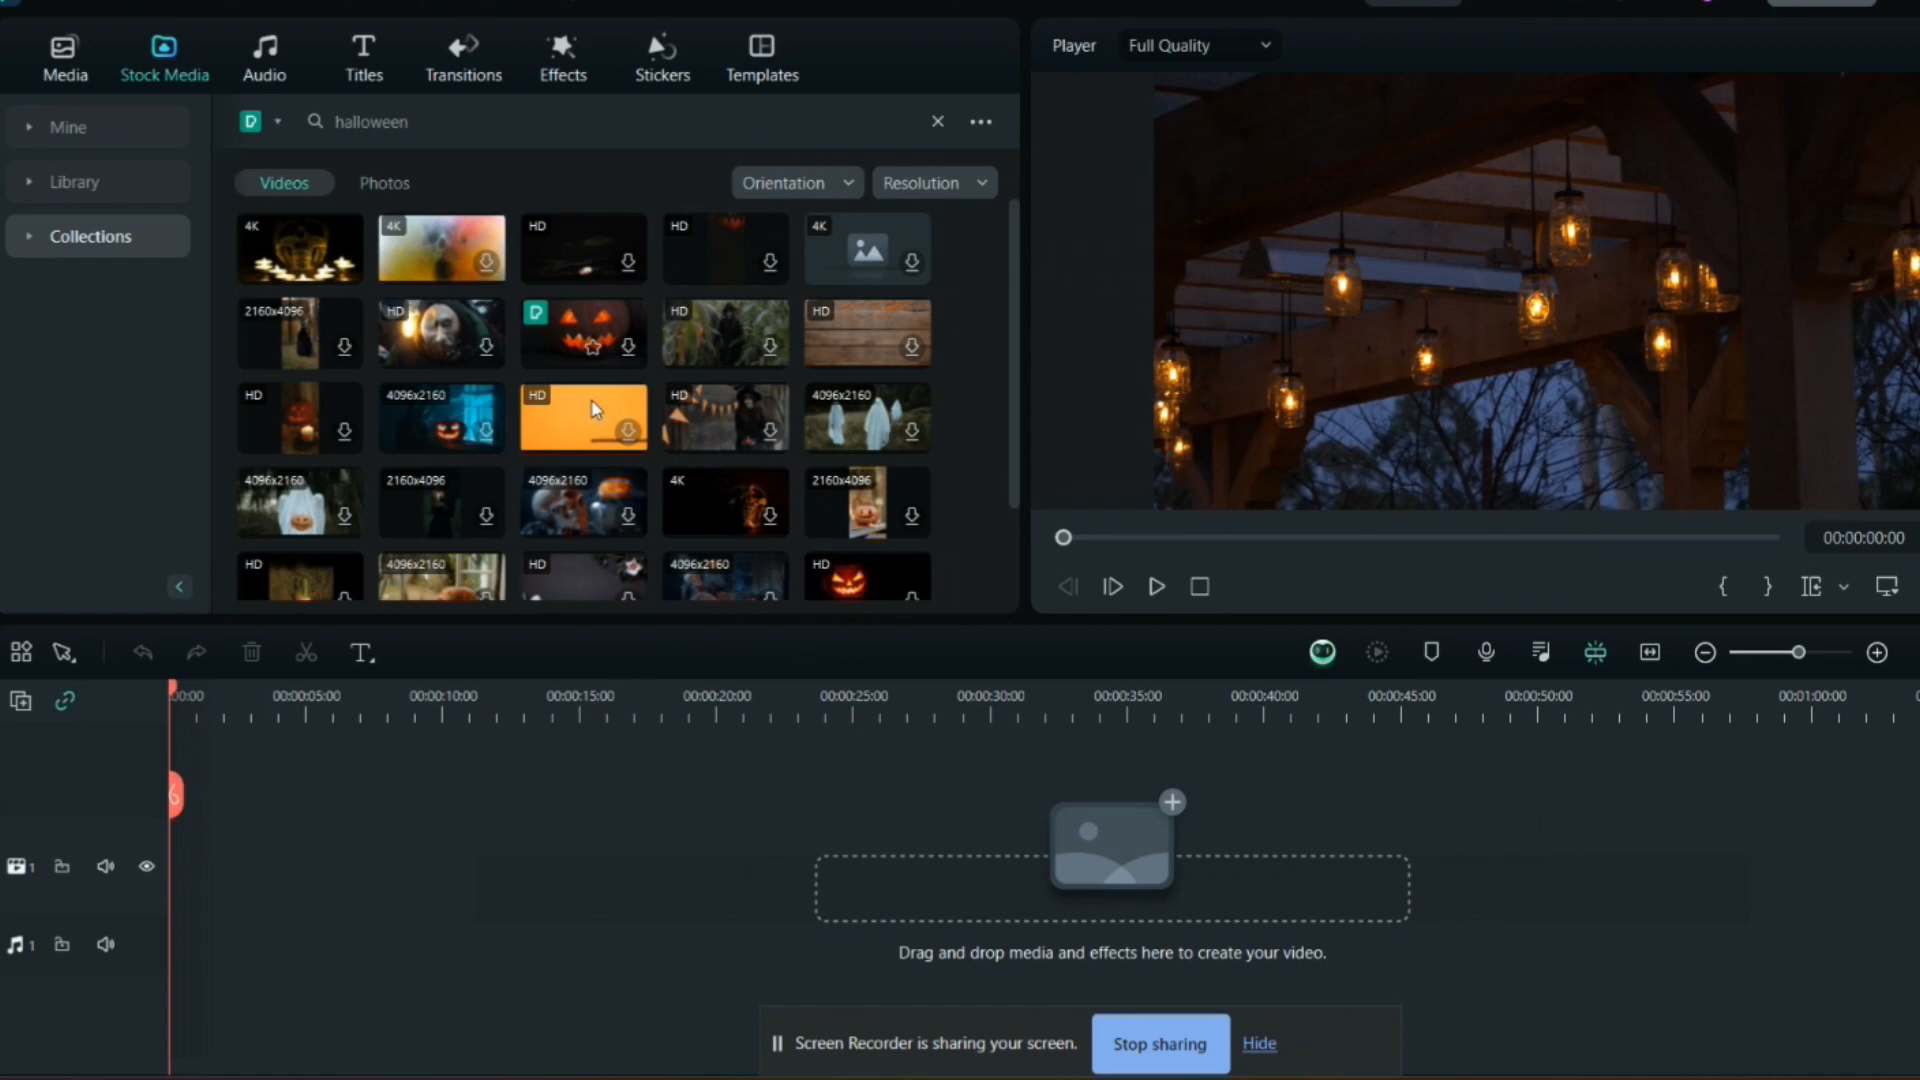 Media
Stock Media
Audio
Titles
Transitions
Effects
Stickers
Templates
Player
Full Quality
Mine
Library
Collections
halloween
Videos
Photos
Orientation
Resolution
4K
4K
HD
HD
4K
2160x4096
HD
HD
HD
HD
4096x2160
HD
HD
4096x2160
4096x2160
2160x4096
4096x2160
4K
2160x4096
HD
4096x2160
HD
4096x2160
HD
00:00:00:00
:00:00
00:00:05:00
00:00:10:00
00:00:15:00
00:00:20:00
00:00:25:00
00:00:30:00
00:00:35:00
00:00:40:00
00:00:45:00
00:00:50:00
00:00:55:00
00:01:00:00
1
1
Drag and drop media and effects here to create your video.
Screen Recorder is sharing your screen.
Stop sharing
Hide